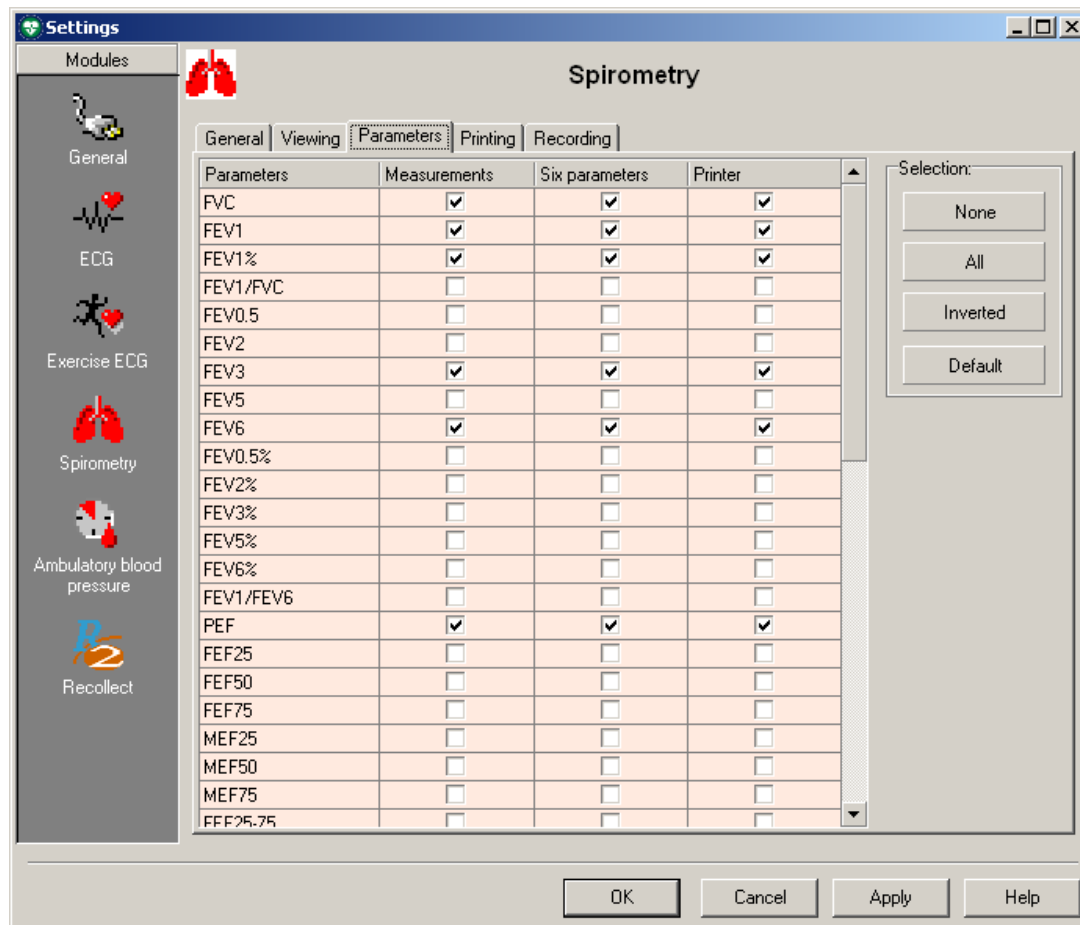 Settings
Modules
General
ECG
Exercise ECG
Spirometry
Ambulatory blood
pressure
Recollect
Spirometry
General Viewing Parameters Printing Recording
Parameters Measurements Six parameters Printer
FVC
FEV1
FEV1%
FEV1/FVC
FEV0.5
FEV2
FEV3
FEV5
FEV6
FEV0.5%
FEV2%
FEV3%
FEV5%
FEV6%
FEV1/FEV6
PEF
FEF25
FEF50
FEF75
MEF25
MEF50
MEF75
FEF25-75
Selection:
None
All
Inverted
Default
OK Cancel Apply Help